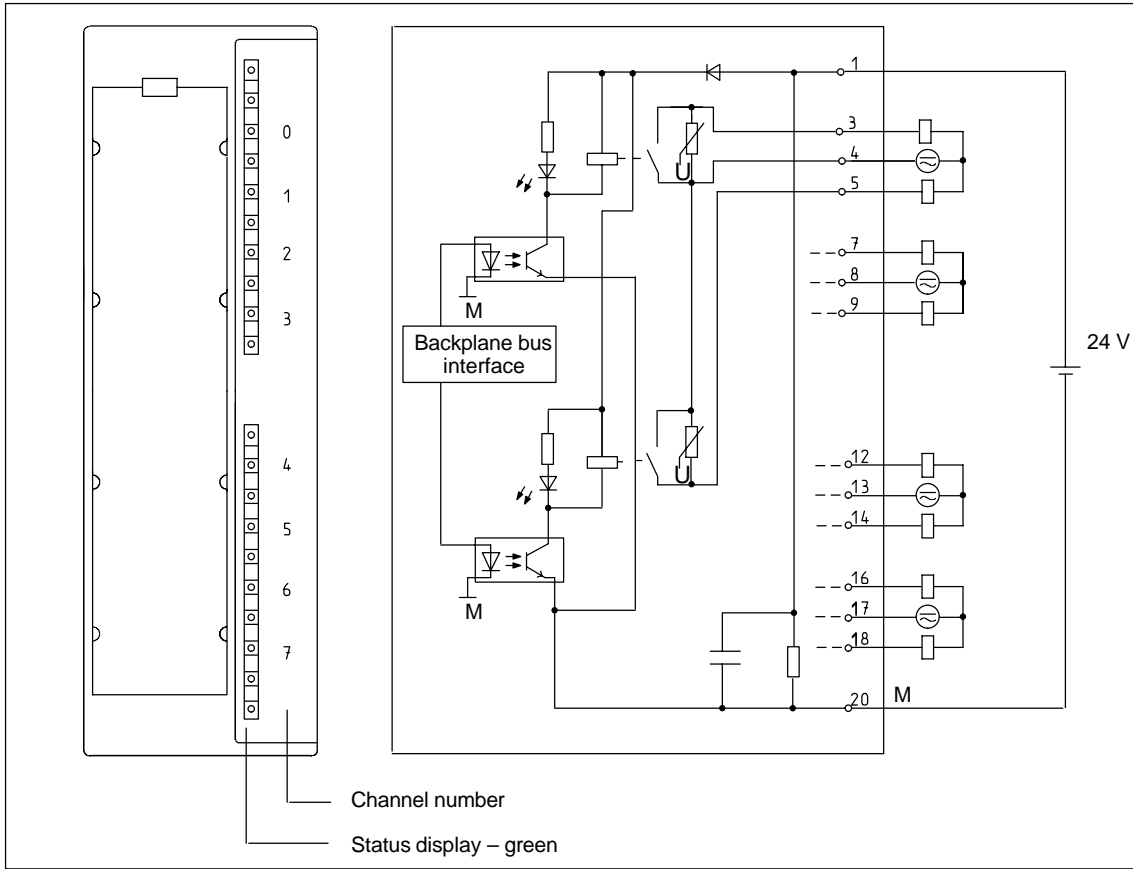 0
1
2
3
4
5
6
7
Channel number
Status display – green
M
Backplane bus
interface
M
U
U
1
3
4
5
7
8
9
12
13
14
16
17
18
20
M
24 V